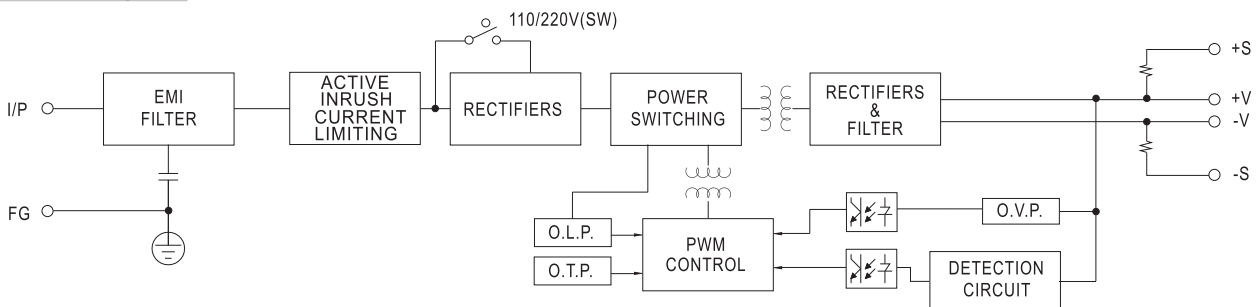 110/220V(SW)
+S
I/P
EMI
FILTER
ACTIVE
INRUSH
CURRENT
LIMITING
RECTIFIERS
POWER
SWITCHING
RECTIFIERS
&
FILTER
+V
-V
-S
FG
O.L.P.
O.T.P.
PWM
CONTROL
O.V.P.
DETECTION
CIRCUIT